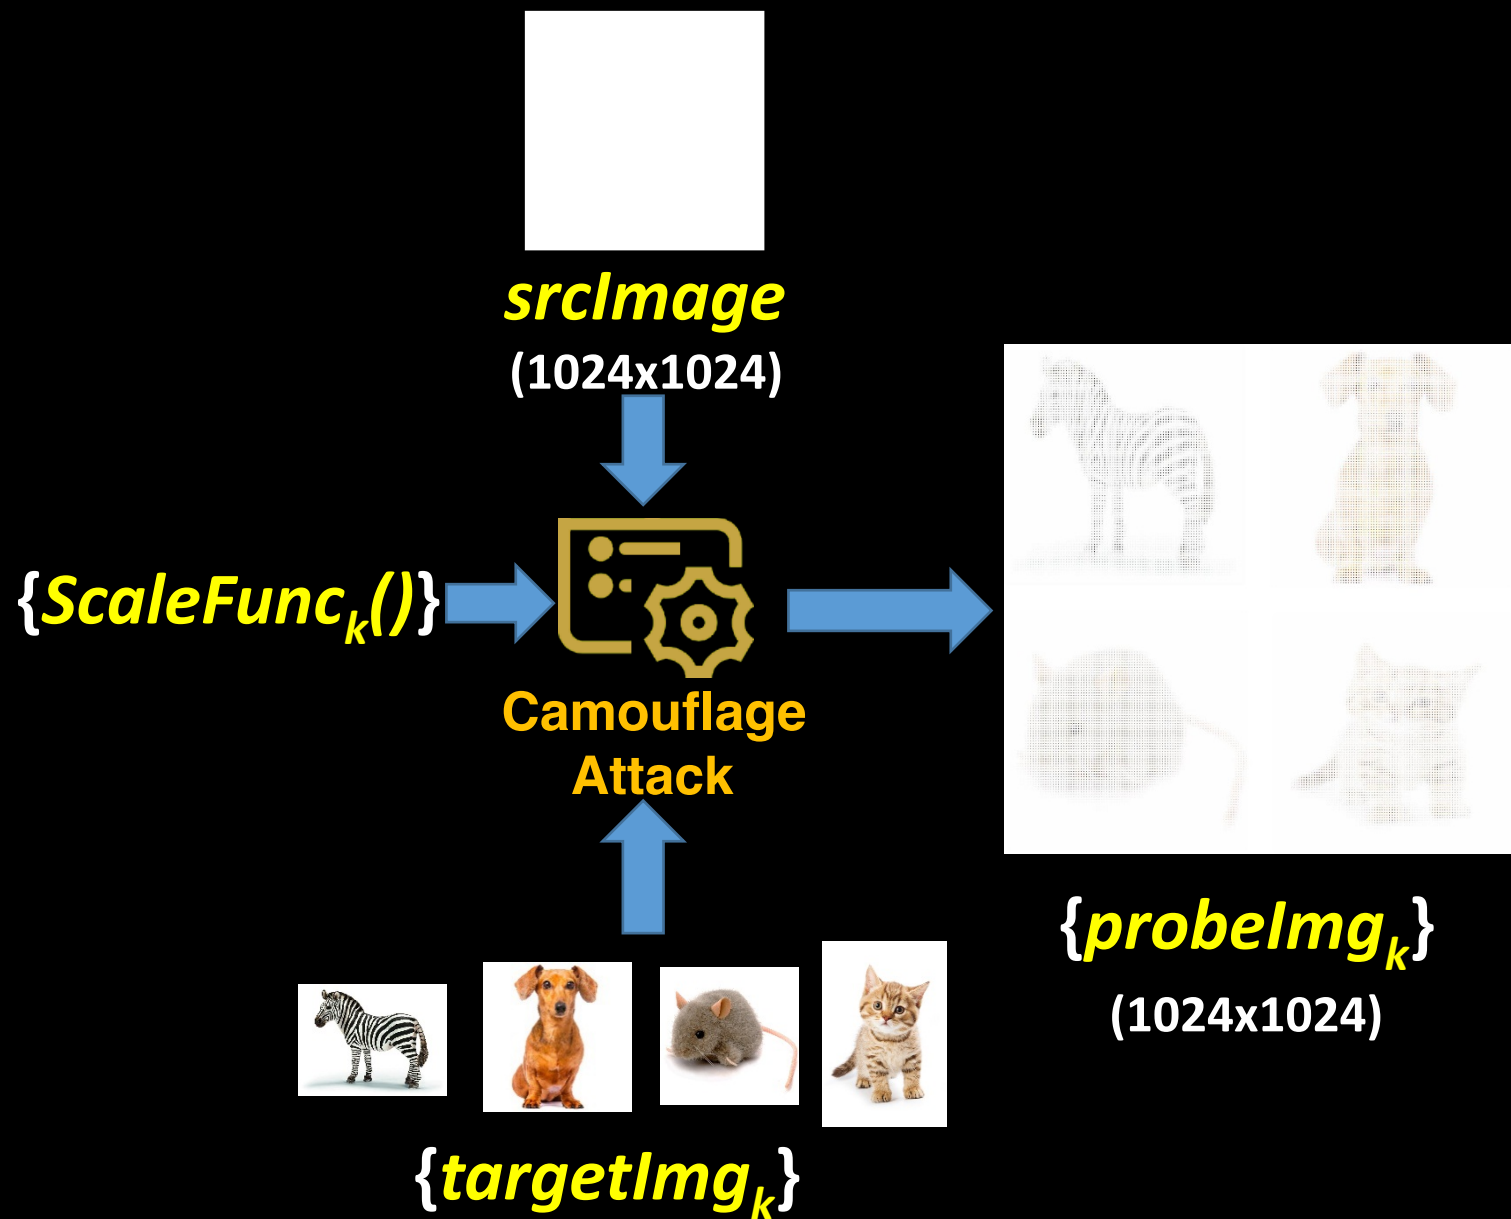 srcImage
(1024x1024)
{ScaleFunck()}
Camouflage
Attack
{probeImgk}
(1024x1024)
{targetImgk}